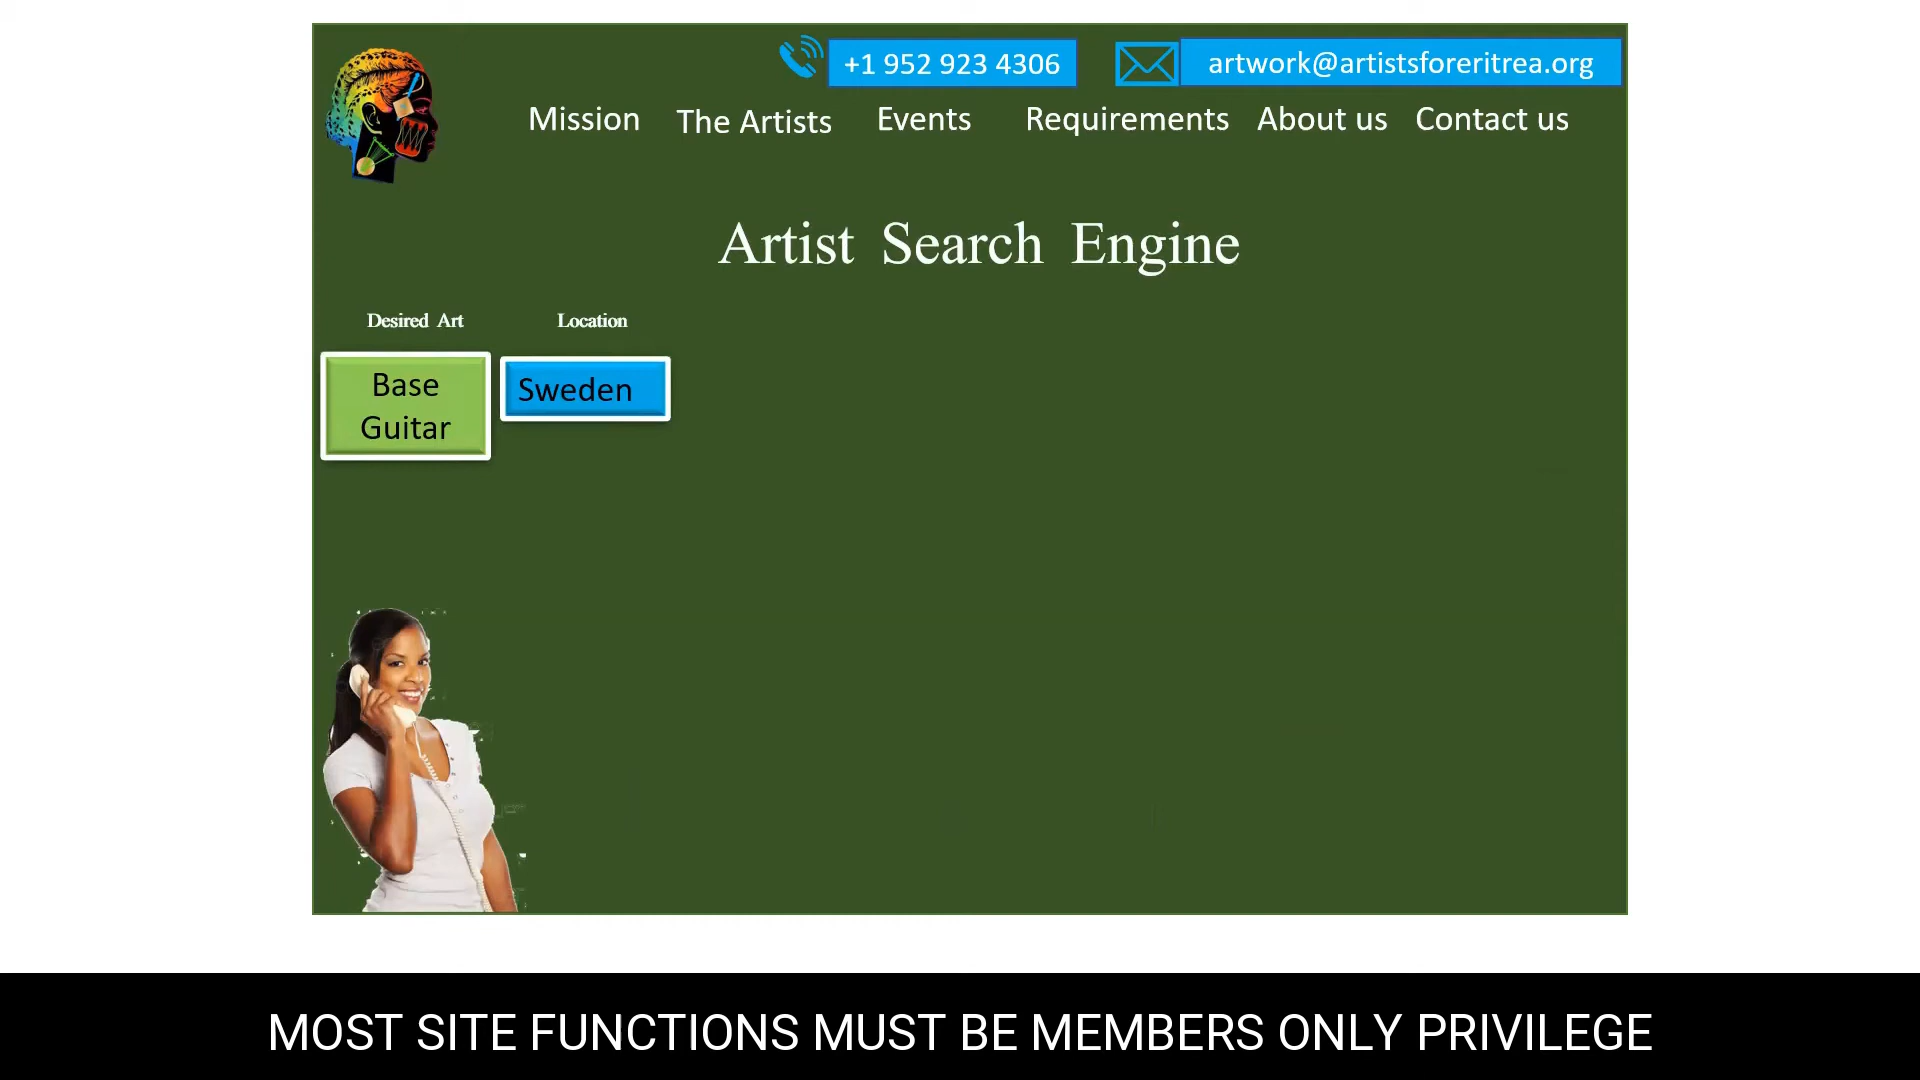 +1 952 923 4306
artwork@artistsforeritrea.org
Mission The Artists Events Requirements About us Contact us
Artist Search Engine
Desired Art Location
Base
Guitar
Sweden
MOST SITE FUNCTIONS MUST BE MEMBERS ONLY PRIVILEGE